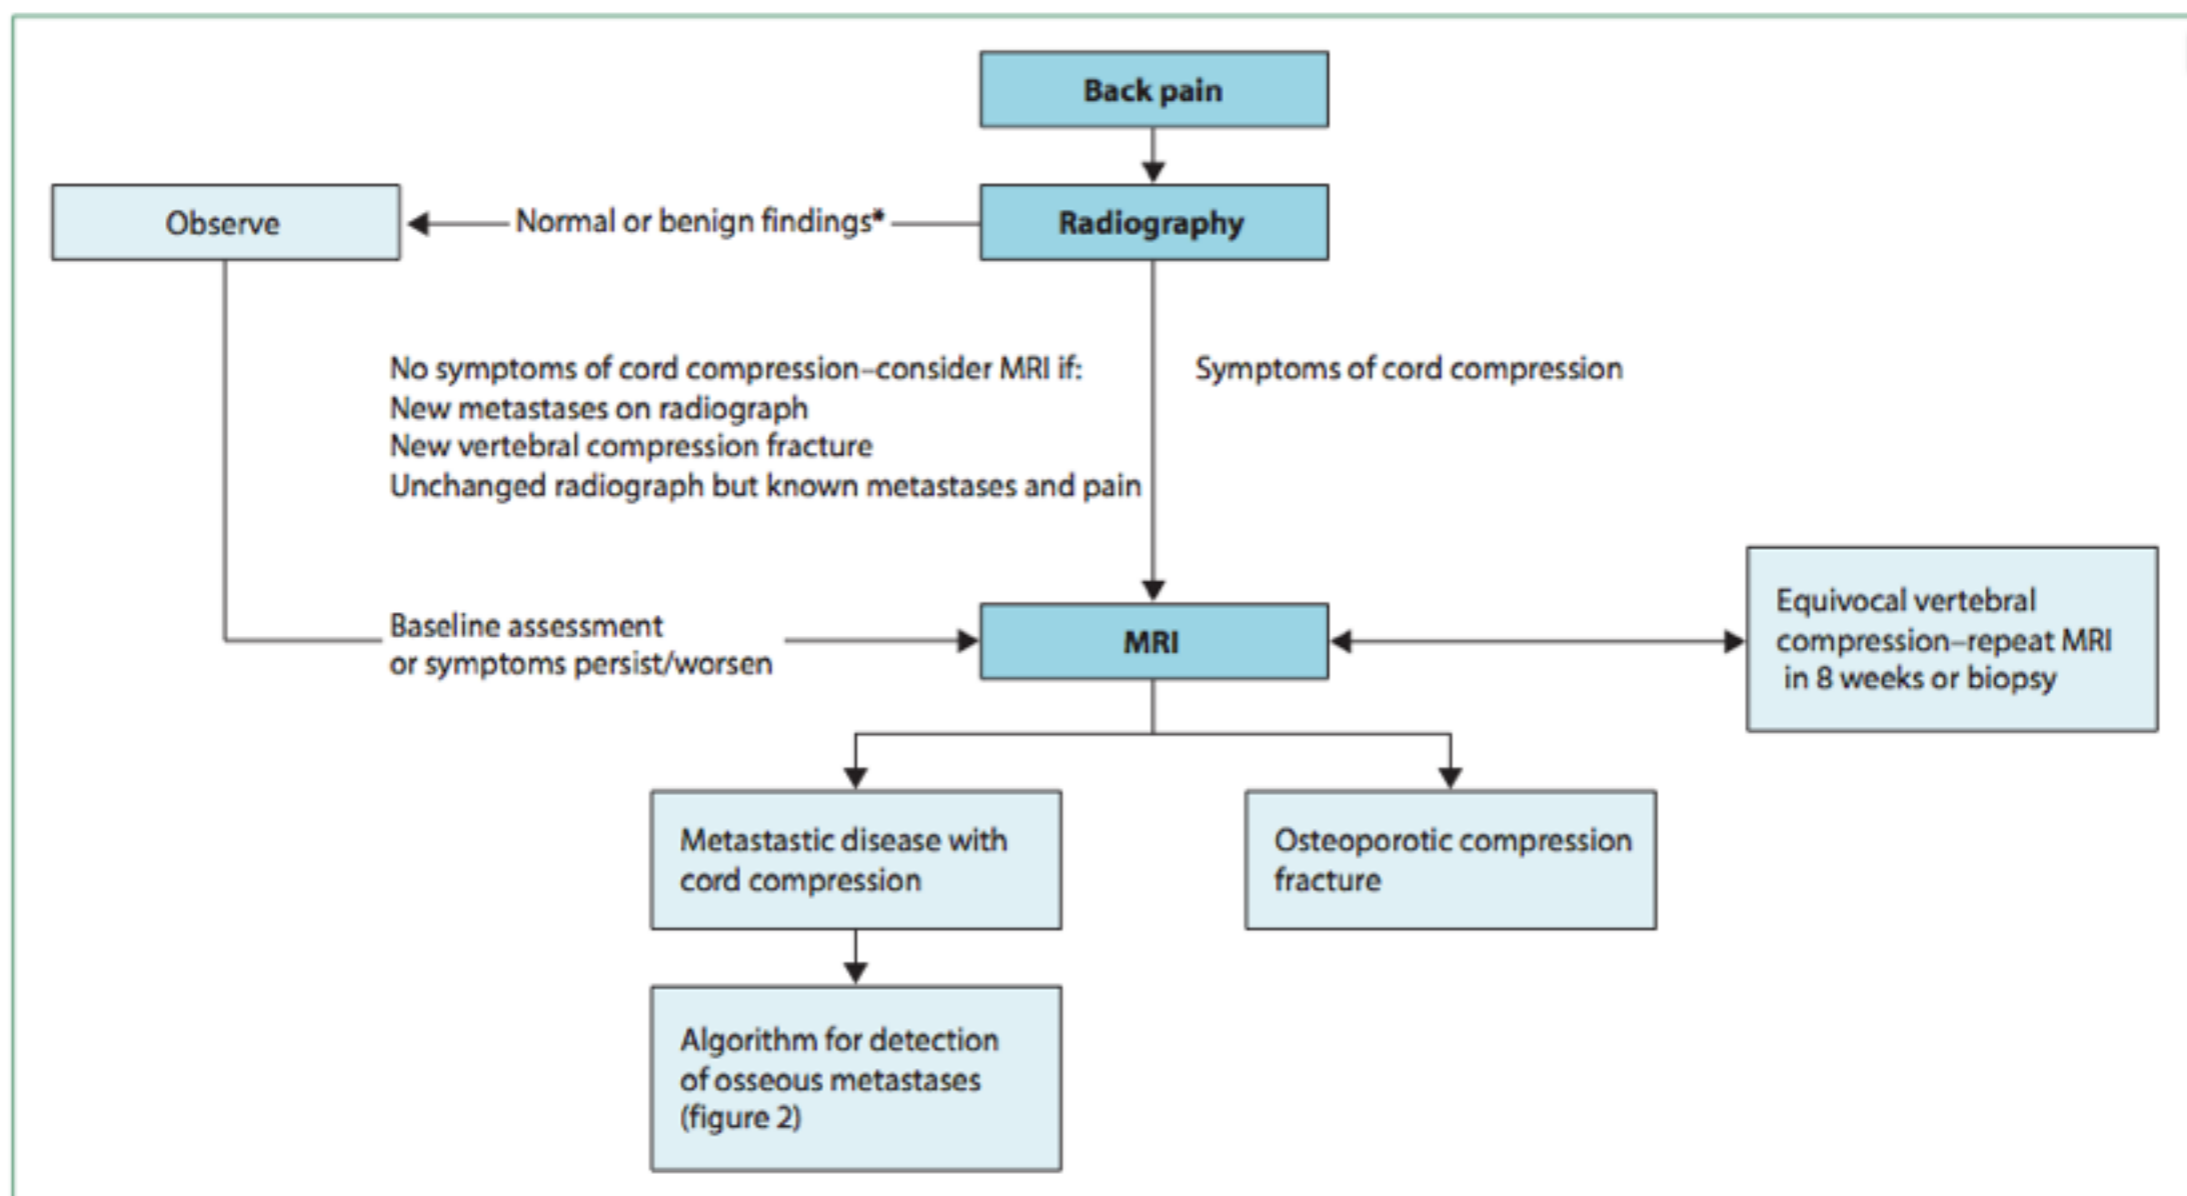 Back pain
Observe
Normal or benign findings*
Radiography
No symptoms of cord compression–consider MRI if:
New metastases on radiograph
New vertebral compression fracture
Unchanged radiograph but known metastases and pain
Symptoms of cord compression
Baseline assessment
or symptoms persist/worsen
MRI
Equivocal vertebral
compression–repeat MRI
in 8 weeks or biopsy
Metastastic disease with
cord compression
Osteoporotic compression
fracture
Algorithm for detection
of osseous metastases
(figure 2)